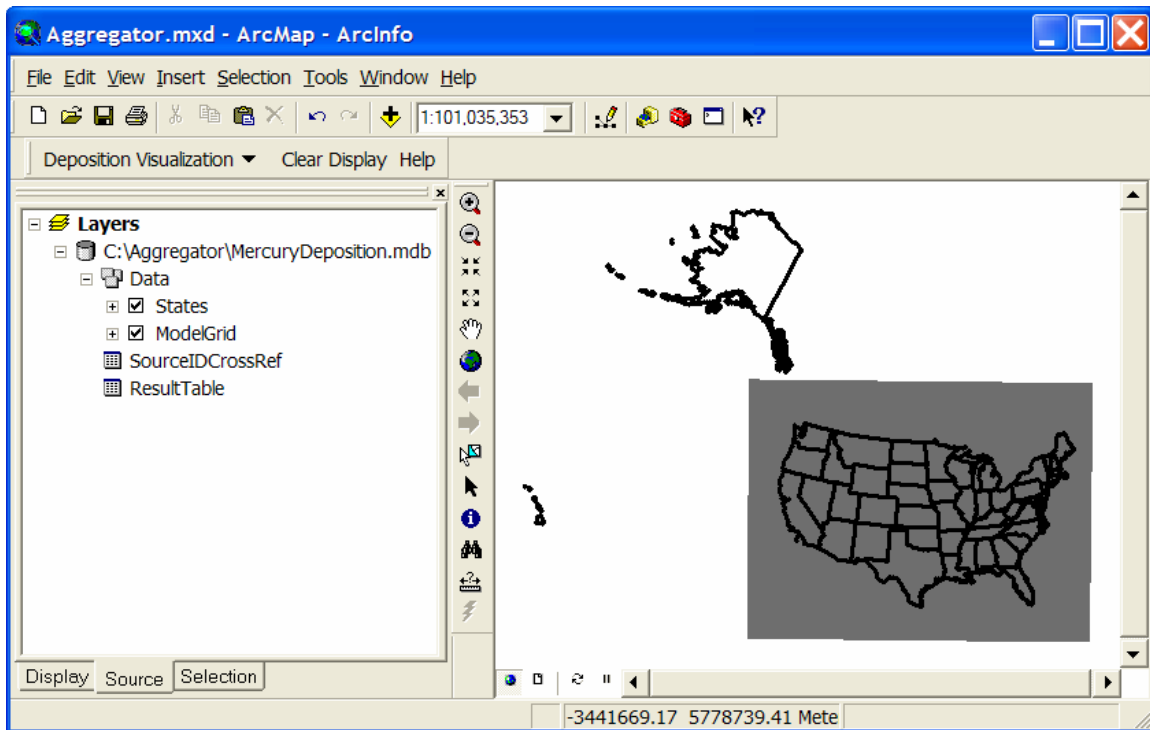 Aggregator.mxd - ArcMap - ArcInfo
File Edit View Insert Selection Tools Window Help
1:101,035,353
Deposition Visualization Clear Display Help
Layers
C:\Aggregator\MercuryDeposition.mdb
Data
States
ModelGrid
SourceIDCrossRef
ResultTable
Display Source Selection
-3441669.17 5778739.41 Mete